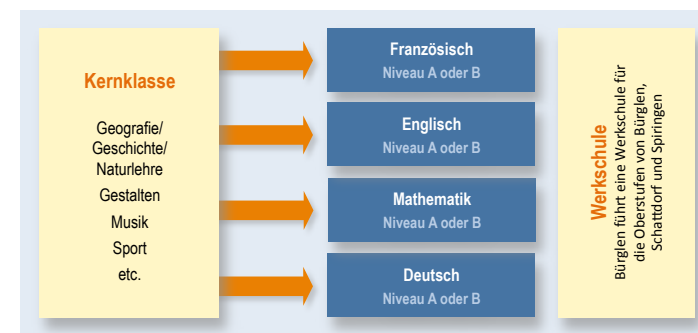 Kernklasse
Geografie/
Geschichte/
Naturlehre
Gestalten
Musik
Sport
etc.
Französisch
Niveau A oder B
Englisch
Niveau A oder B
Mathematik
Niveau A oder B
Deutsch
Niveau A oder B
Werkschule
Bürglen führt eine Werkschule für
die Oberstufen von Bürglen,
Schattdorf und Spiringen